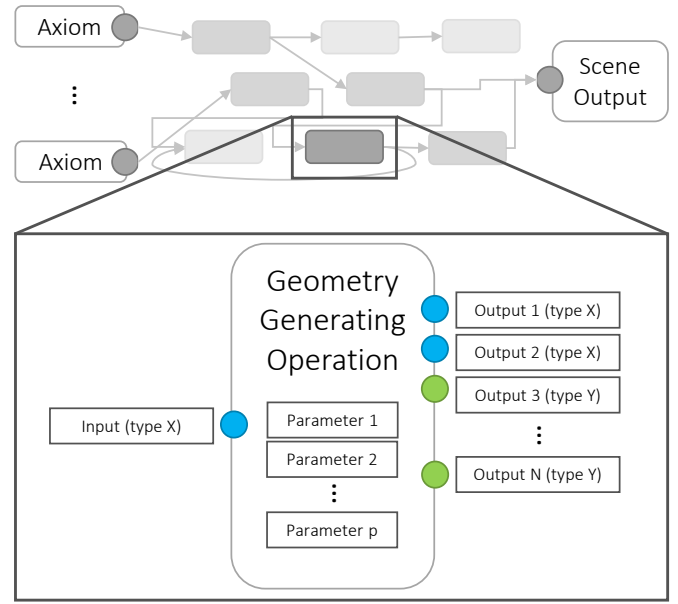 Axiom
⋮
Axiom
Scene
Output
Geometry
Generating
Operation
Input (type X)
Parameter 1
Parameter 2
⋮
Parameter p
Output 1 (type X)
Output 2 (type X)
Output 3 (type Y)
⋮
Output N (type Y)